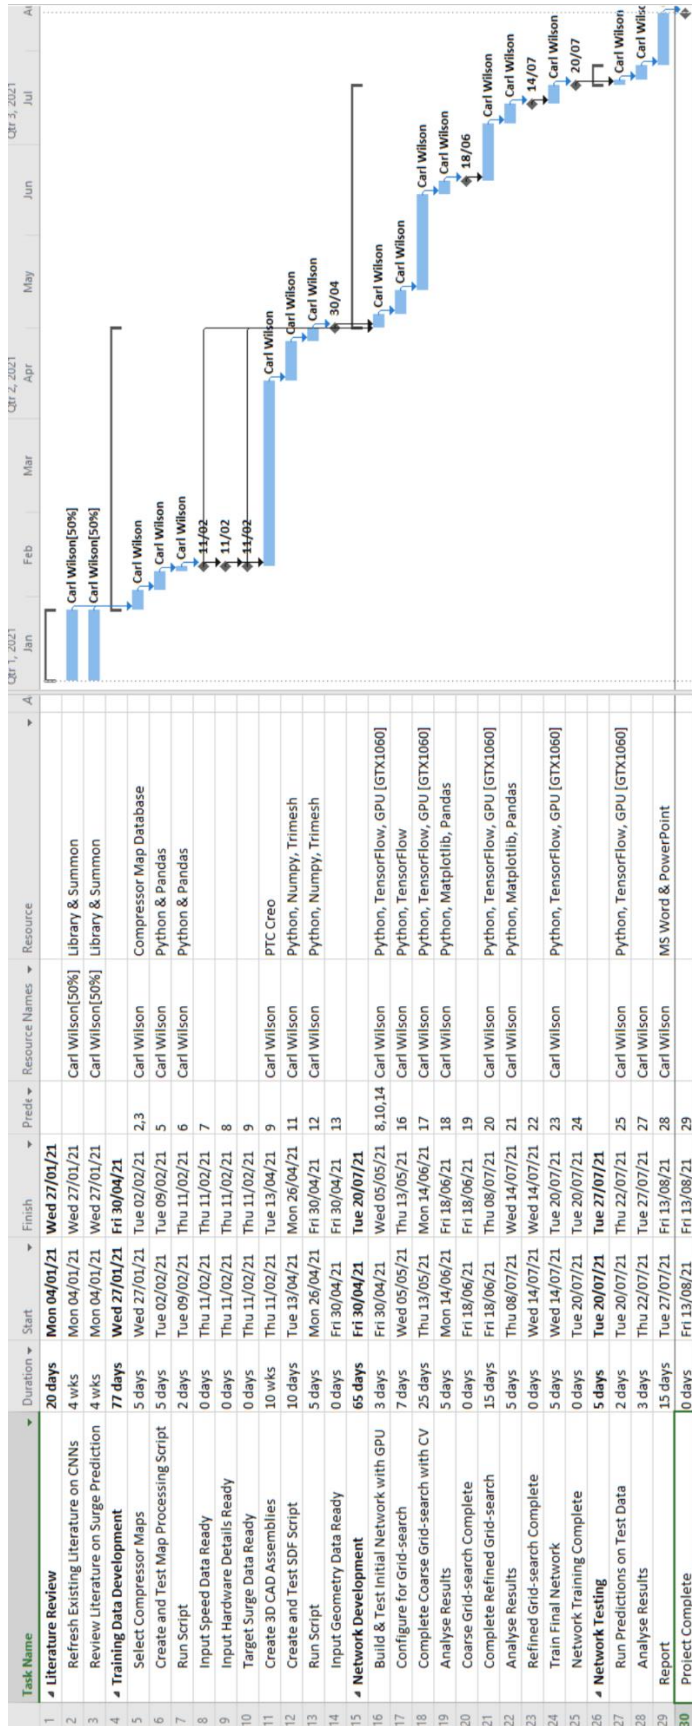 Task Name Duration Start Finish Prede Resource Names Resource A
1 Literature Review 20 days Mon 04/01/21 Wed 27/01/21
2 Refresh Existing Literature on CNNs 4 wks Mon 04/01/21 Wed 27/01/21 Carl Wilson[50%] Library & Summon
3 Review Literature on Surge Prediction 4 wks Mon 04/01/21 Wed 27/01/21 Carl Wilson[50%] Library & Summon
4 Training Data Development 77 days Wed 27/01/21 Fri 30/04/21
5 Select Compressor Maps 5 days Wed 27/01/21 Tue 02/02/21 2,3 Carl Wilson Compressor Map Database
6 Create and Test Map Processing Script 5 days Tue 02/02/21 Tue 09/02/21 5 Carl Wilson Python & Pandas
7 Run Script 2 days Tue 09/02/21 Thu 11/02/21 6 Carl Wilson Python & Pandas
8 Input Speed Data Ready 0 days Thu 11/02/21 Thu 11/02/21 7
9 Input Hardware Details Ready 0 days Thu 11/02/21 Thu 11/02/21 8
10 Target Surge Data Ready 0 days Thu 11/02/21 Thu 11/02/21 9
11 Create 3D CAD Assemblies 10 wks Thu 11/02/21 Tue 13/04/21 9 Carl Wilson PTC Creo
12 Create and Test SDF Script 10 days Tue 13/04/21 Mon 26/04/21 11 Carl Wilson Python, Numpy, Trimesh
13 Run Script 5 days Mon 26/04/21 Fri 30/04/21 12 Carl Wilson Python, Numpy, Trimesh
14 Input Geometry Data Ready 0 days Fri 30/04/21 Fri 30/04/21 13
15 Network Development 65 days Fri 30/04/21 Tue 20/07/21
16 Build & Test Initial Network with GPU 3 days Fri 30/04/21 Wed 05/05/21 8,10,14 Carl Wilson Python, TensorFlow, GPU [GTX1060]
17 Configure for Grid-search 7 days Wed 05/05/21 Thu 13/05/21 16 Carl Wilson Python, TensorFlow
18 Complete Coarse Grid-search with CV 25 days Thu 13/05/21 Mon 14/06/21 17 Carl Wilson Python, TensorFlow, GPU [GTX1060]
19 Analyse Results 5 days Mon 14/06/21 Fri 18/06/21 18 Carl Wilson Python, Matplotlib, Pandas
20 Coarse Grid-search Complete 0 days Fri 18/06/21 Fri 18/06/21 19
21 Complete Refined Grid-search 15 days Fri 18/06/21 Thu 08/07/21 20 Carl Wilson Python, TensorFlow, GPU [GTX1060]
22 Analyse Results 5 days Thu 08/07/21 Wed 14/07/21 21 Carl Wilson Python, Matplotlib, Pandas
23 Refined Grid-search Complete 0 days Wed 14/07/21 Wed 14/07/21 22
24 Train Final Network 5 days Wed 14/07/21 Tue 20/07/21 23 Carl Wilson Python, TensorFlow, GPU [GTX1060]
25 Network Training Complete 0 days Tue 20/07/21 Tue 20/07/21 24
26 Network Testing 5 days Tue 20/07/21 Tue 27/07/21
27 Run Predictions on Test Data 2 days Tue 20/07/21 Thu 22/07/21 25 Carl Wilson Python, TensorFlow, GPU [GTX1060]
28 Analyse Results 3 days Thu 22/07/21 Tue 27/07/21 27 Carl Wilson
29 Report 15 days Tue 27/07/21 Fri 13/08/21 28 Carl Wilson MS Word & PowerPoint
30 Project Complete 0 days Fri 13/08/21 Fri 13/08/21 29
Qtr 1, 2021 Qtr 2, 2021 Qtr 3, 2021
Jan Feb Mar Apr May Jun Jul
Carl Wilson[50%]
Carl Wilson[50%]
Carl Wilson
Carl Wilson
Carl Wilson
11/02
11/02
11/02
Carl Wilson
Carl Wilson
Carl Wilson
30/04
Carl Wilson
Carl Wilson
Carl Wilson
Carl Wilson
18/06
Carl Wilson
Carl Wilson
14/07
Carl Wilson
20/07
Carl Wilson
Carl Wilsc